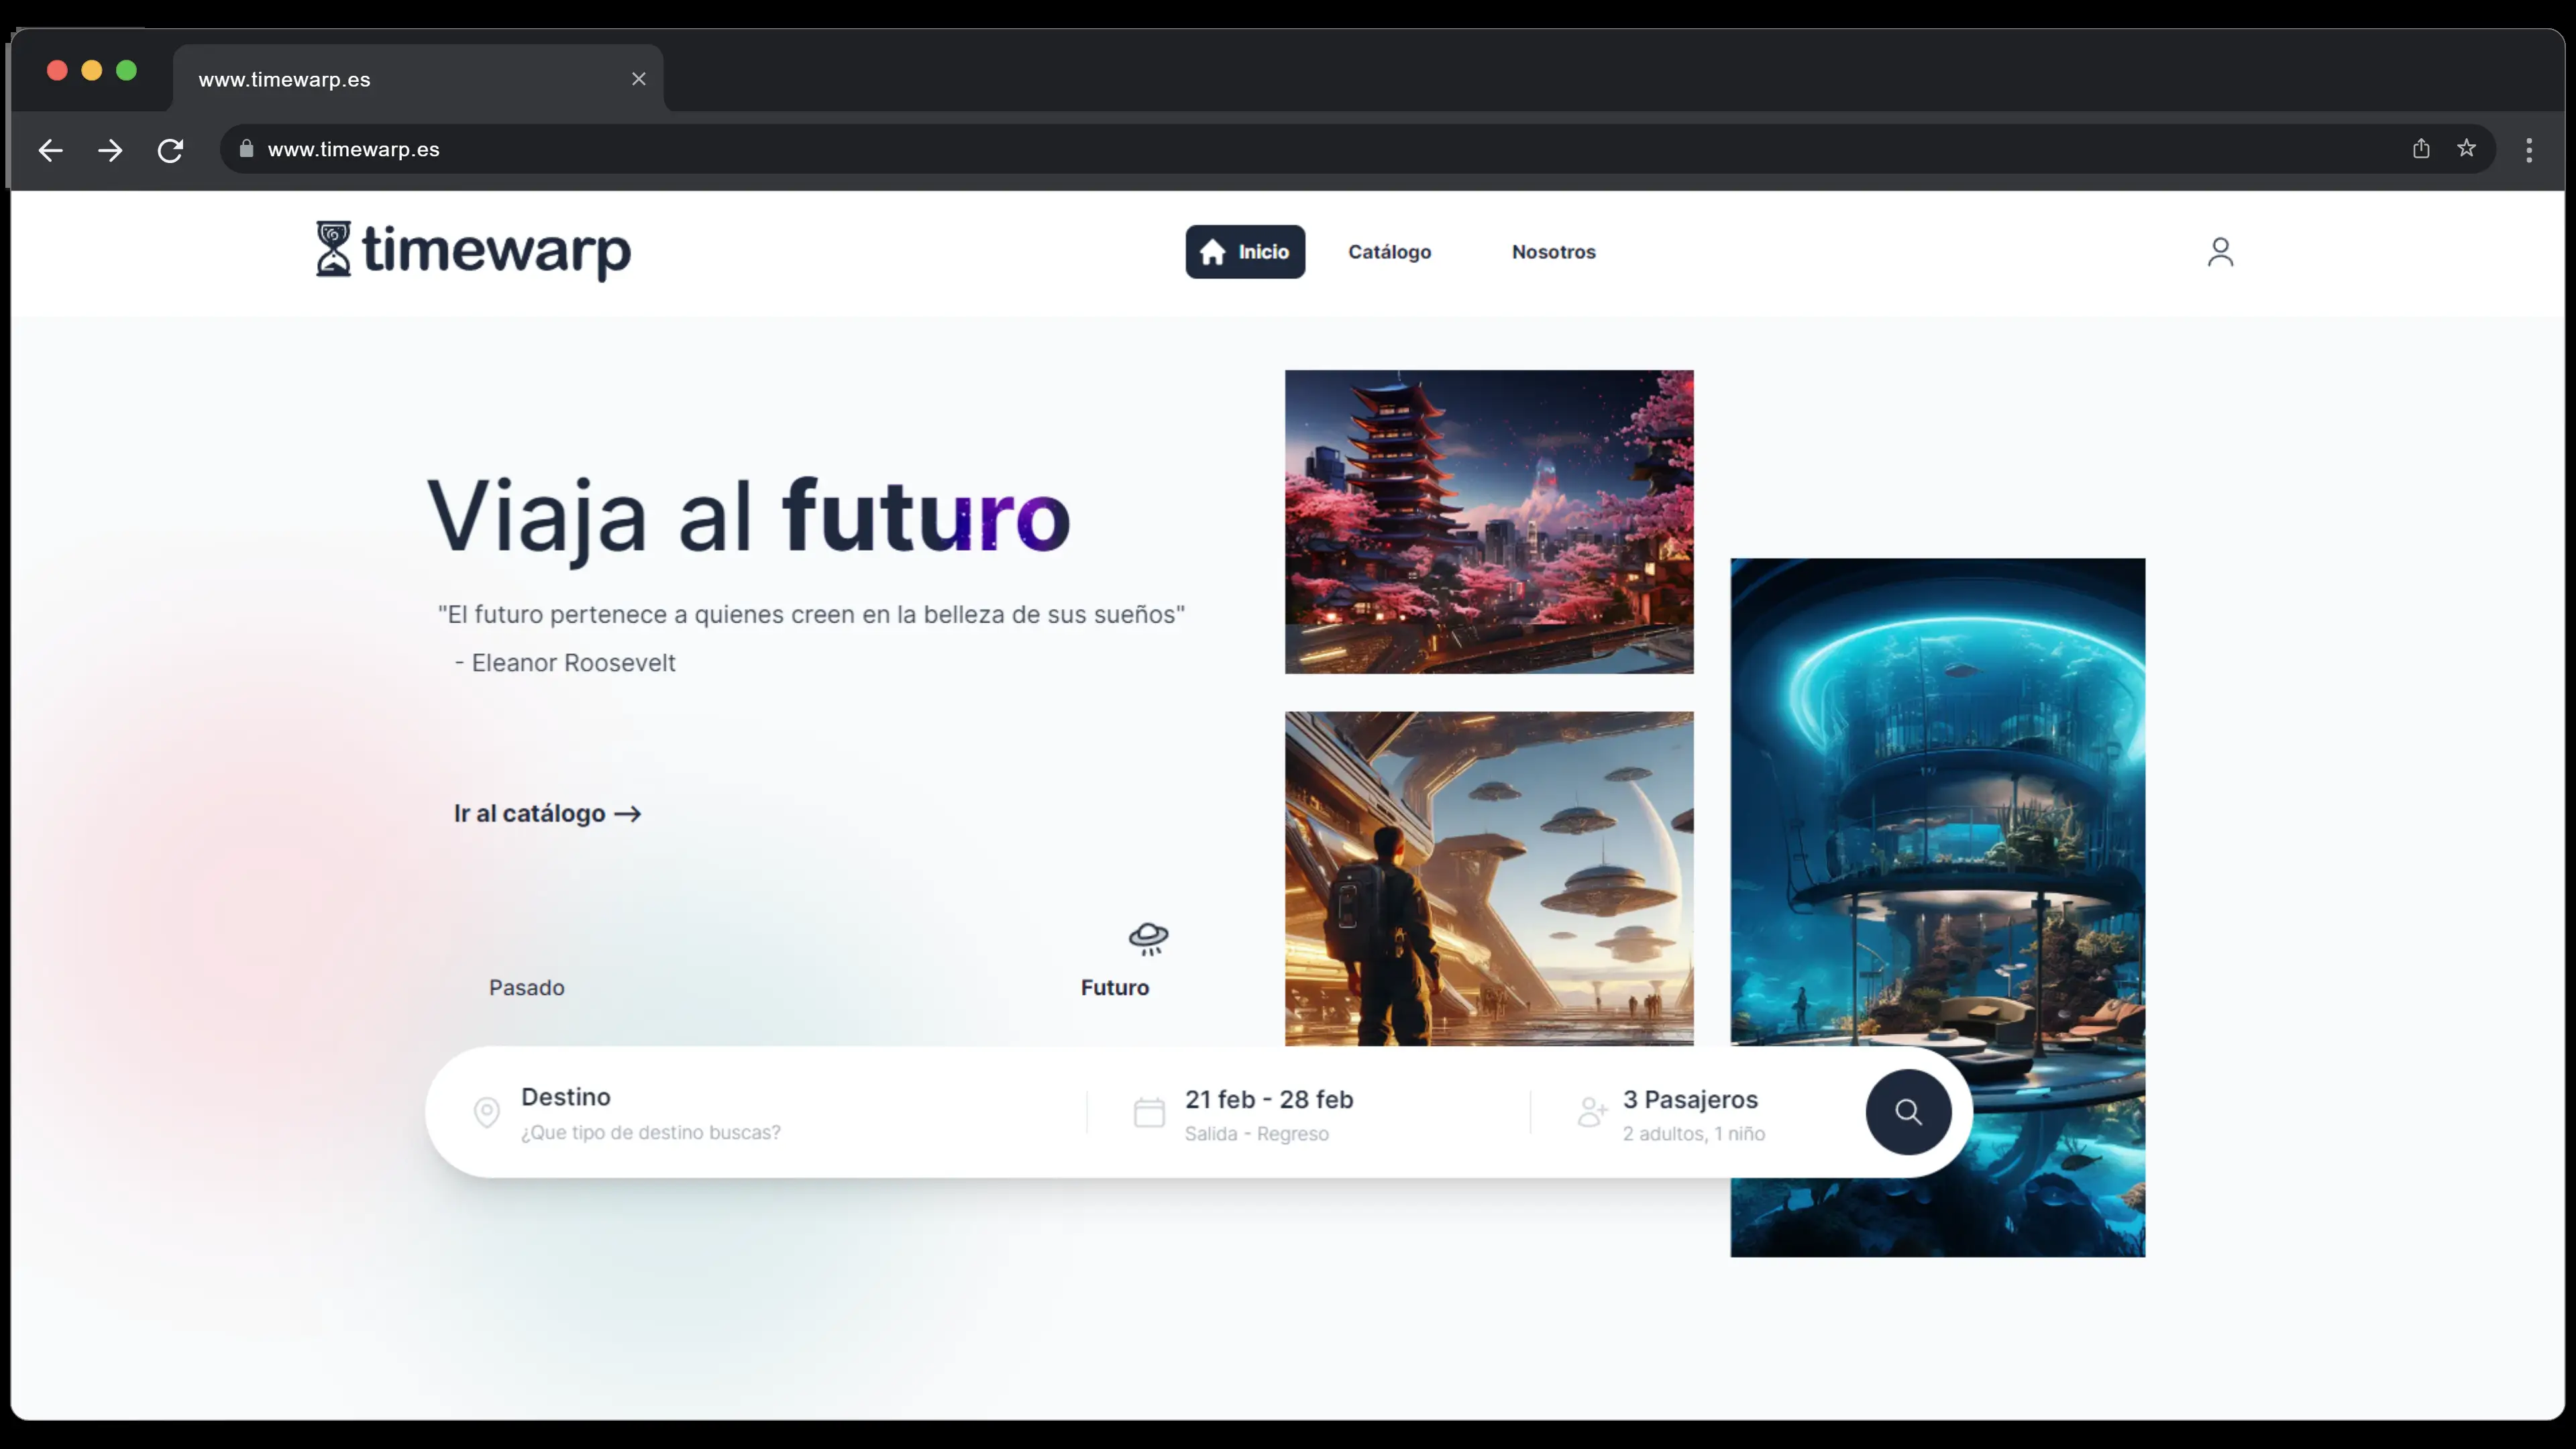 www.timewarp.es
www.timewarp.es
timewarp
Inicio
Catálogo
Nosotros
Viaja al futuro
"El futuro pertenece a quienes creen en la belleza de sus sueños"
- Eleanor Roosevelt
Ir al catálogo →
Pasado
Futuro
Destino
¿Que tipo de destino buscas?
21 feb - 28 feb
Salida - Regreso
3 Pasajeros
2 adultos, 1 niño